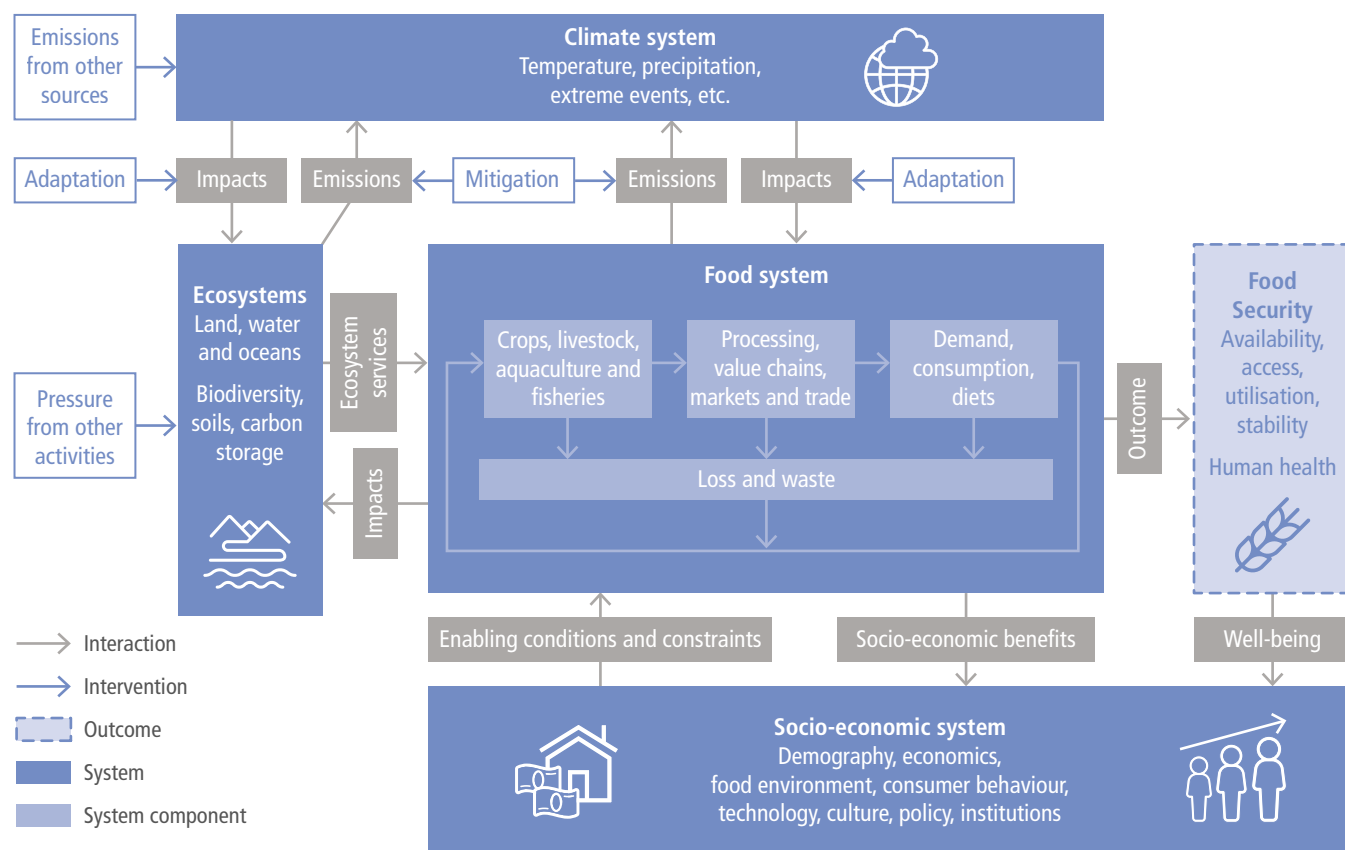 Emissions
from other
sources
Climate system
Temperature, precipitation,
extreme events, etc.
Adaptation
Impacts
Emissions
Mitigation
Emissions
Impacts
Adaptation
Ecosystems
Land, water
and oceans
Biodiversity,
soils, carbon
storage
Pressure
from other
activities
Ecosystem
services
Impacts
Food system
Crops, livestock,
aquaculture and
fisheries
Processing,
value chains,
markets and trade
Demand,
consumption,
diets
Loss and waste
Outcome
Food
Security
Availability,
access,
utilisation,
stability
Human health
Enabling conditions and constraints
Socio-economic benefits
Well-being
Socio-economic system
Demography, economics,
food environment, consumer behaviour,
technology, culture, policy, institutions
Interaction
Intervention
Outcome
System
System component